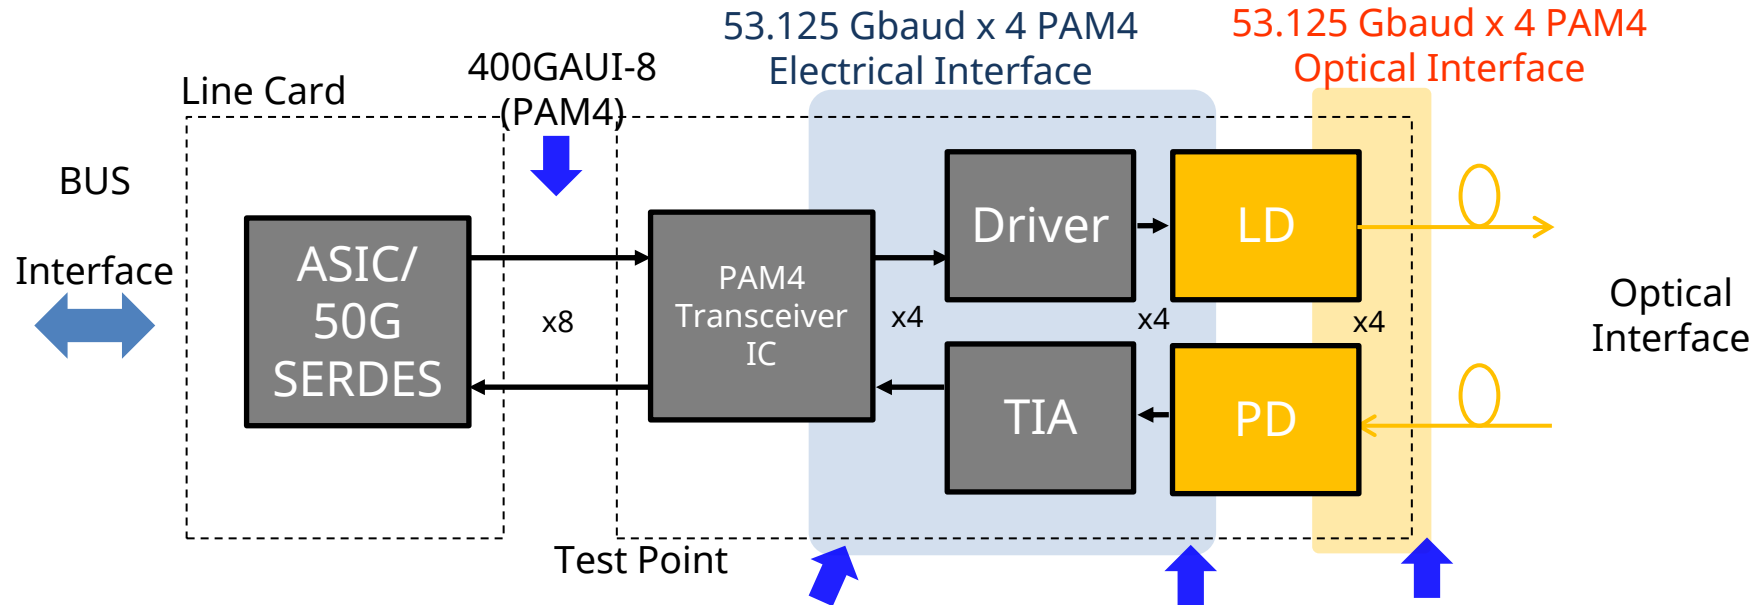 53.125 Gbaud x 4 PAM4
Electrical Interface
53.125 Gbaud x 4 PAM4
Optical Interface
400GAUI-8
(PAM4)
Line Card
BUS
Interface
ASIC/
50G
SERDES
x8
PAM4
Transceiver
IC
x4
Driver
TIA
x4
LD
PD
x4
Optical
Interface
Test Point